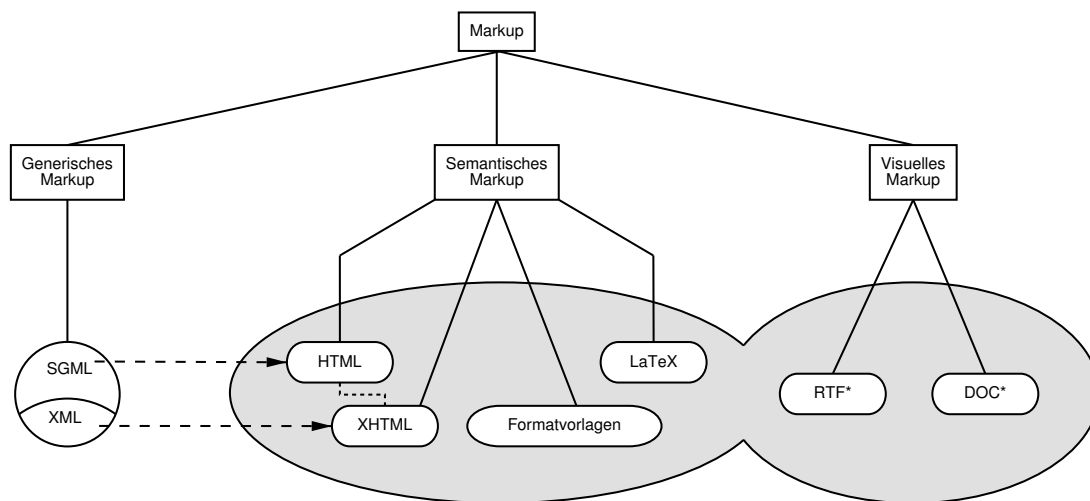 Markup
Generisches
Markup
Semantisches
Markup
Visuelles
Markup
SGML
HTML
LaTeX
RTF*
DOC*
XML
XHTML
Formatvorlagen